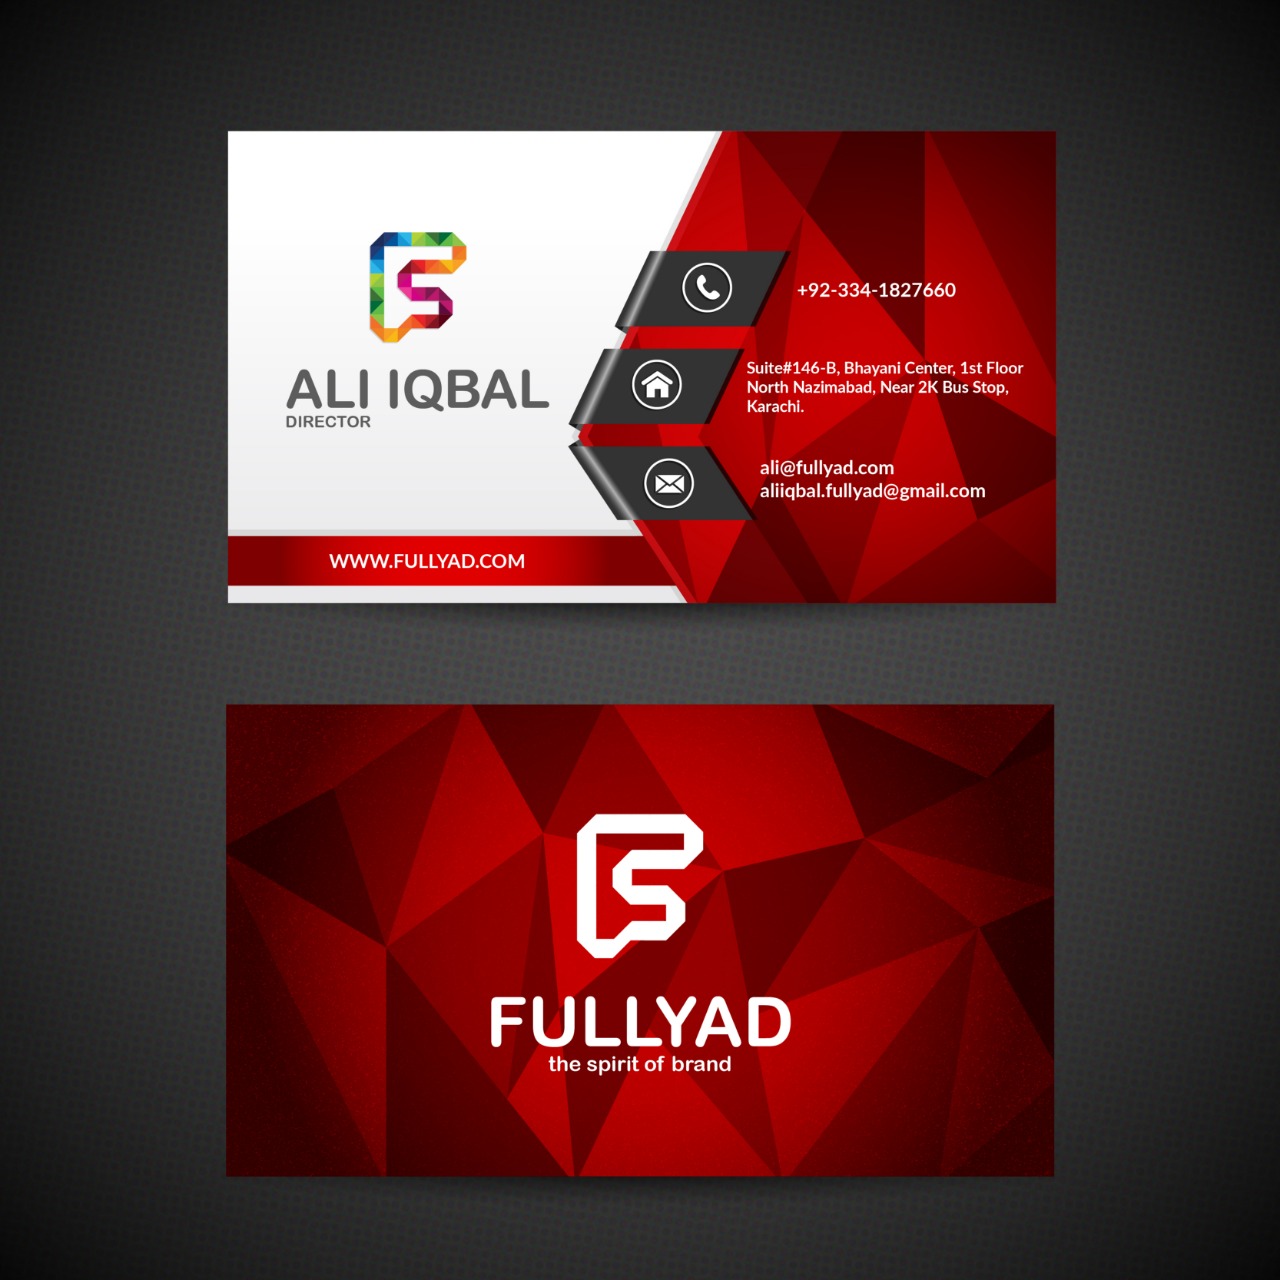 ALI IQBAL
DIRECTOR
WWW.FULLYAD.COM
+92-334-1827660
Suite#146-B, Bhayani Center, 1st Floor
North Nazimabad, Near 2K Bus Stop,
Karachi.
ali@fullyad.com
aliiqbal.fullyad@gmail.com
FULLYAD
the spirit of brand